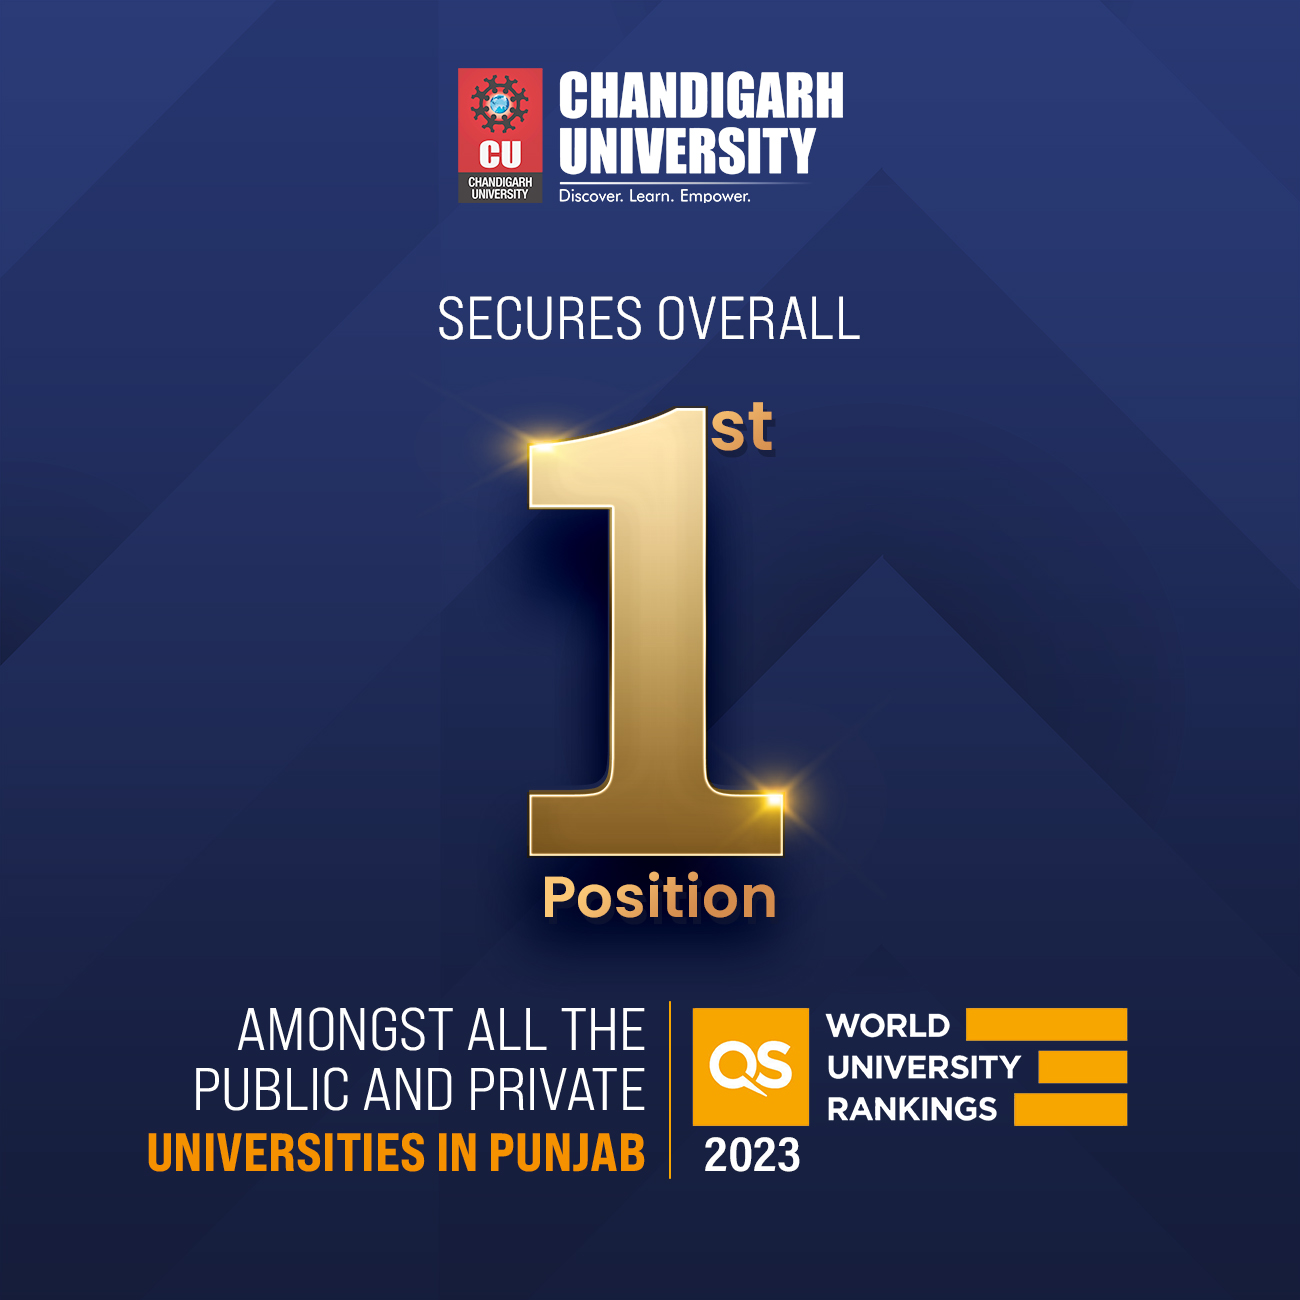 CU
CHANDIGARH
UNIVERSITY
CHANDIGARH
UNIVERSITY
Discover. Learn. Empower.
SECURES OVERALL
1st
Position
AMONGST ALL THE
PUBLIC AND PRIVATE
UNIVERSITIES IN PUNJAB
QS
WORLD
UNIVERSITY
RANKINGS
2023